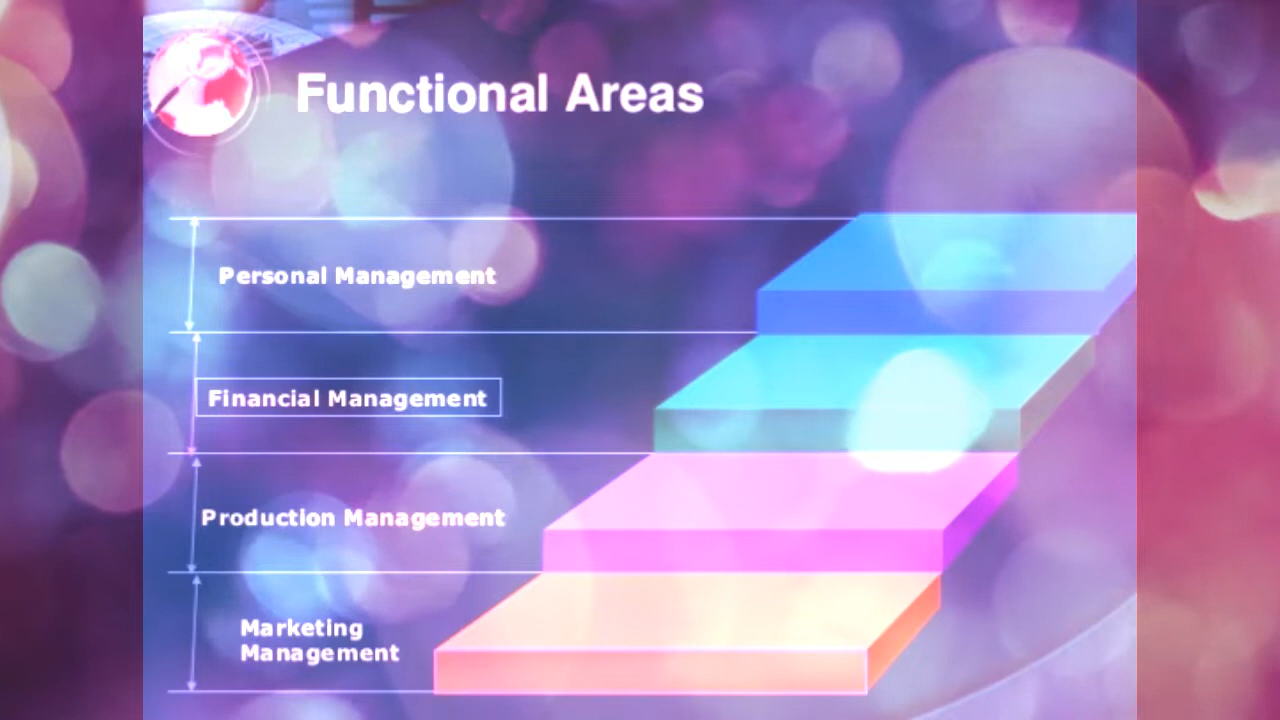 Functional Areas
Personal Management
Financial Management
Production Management
Marketing
Management